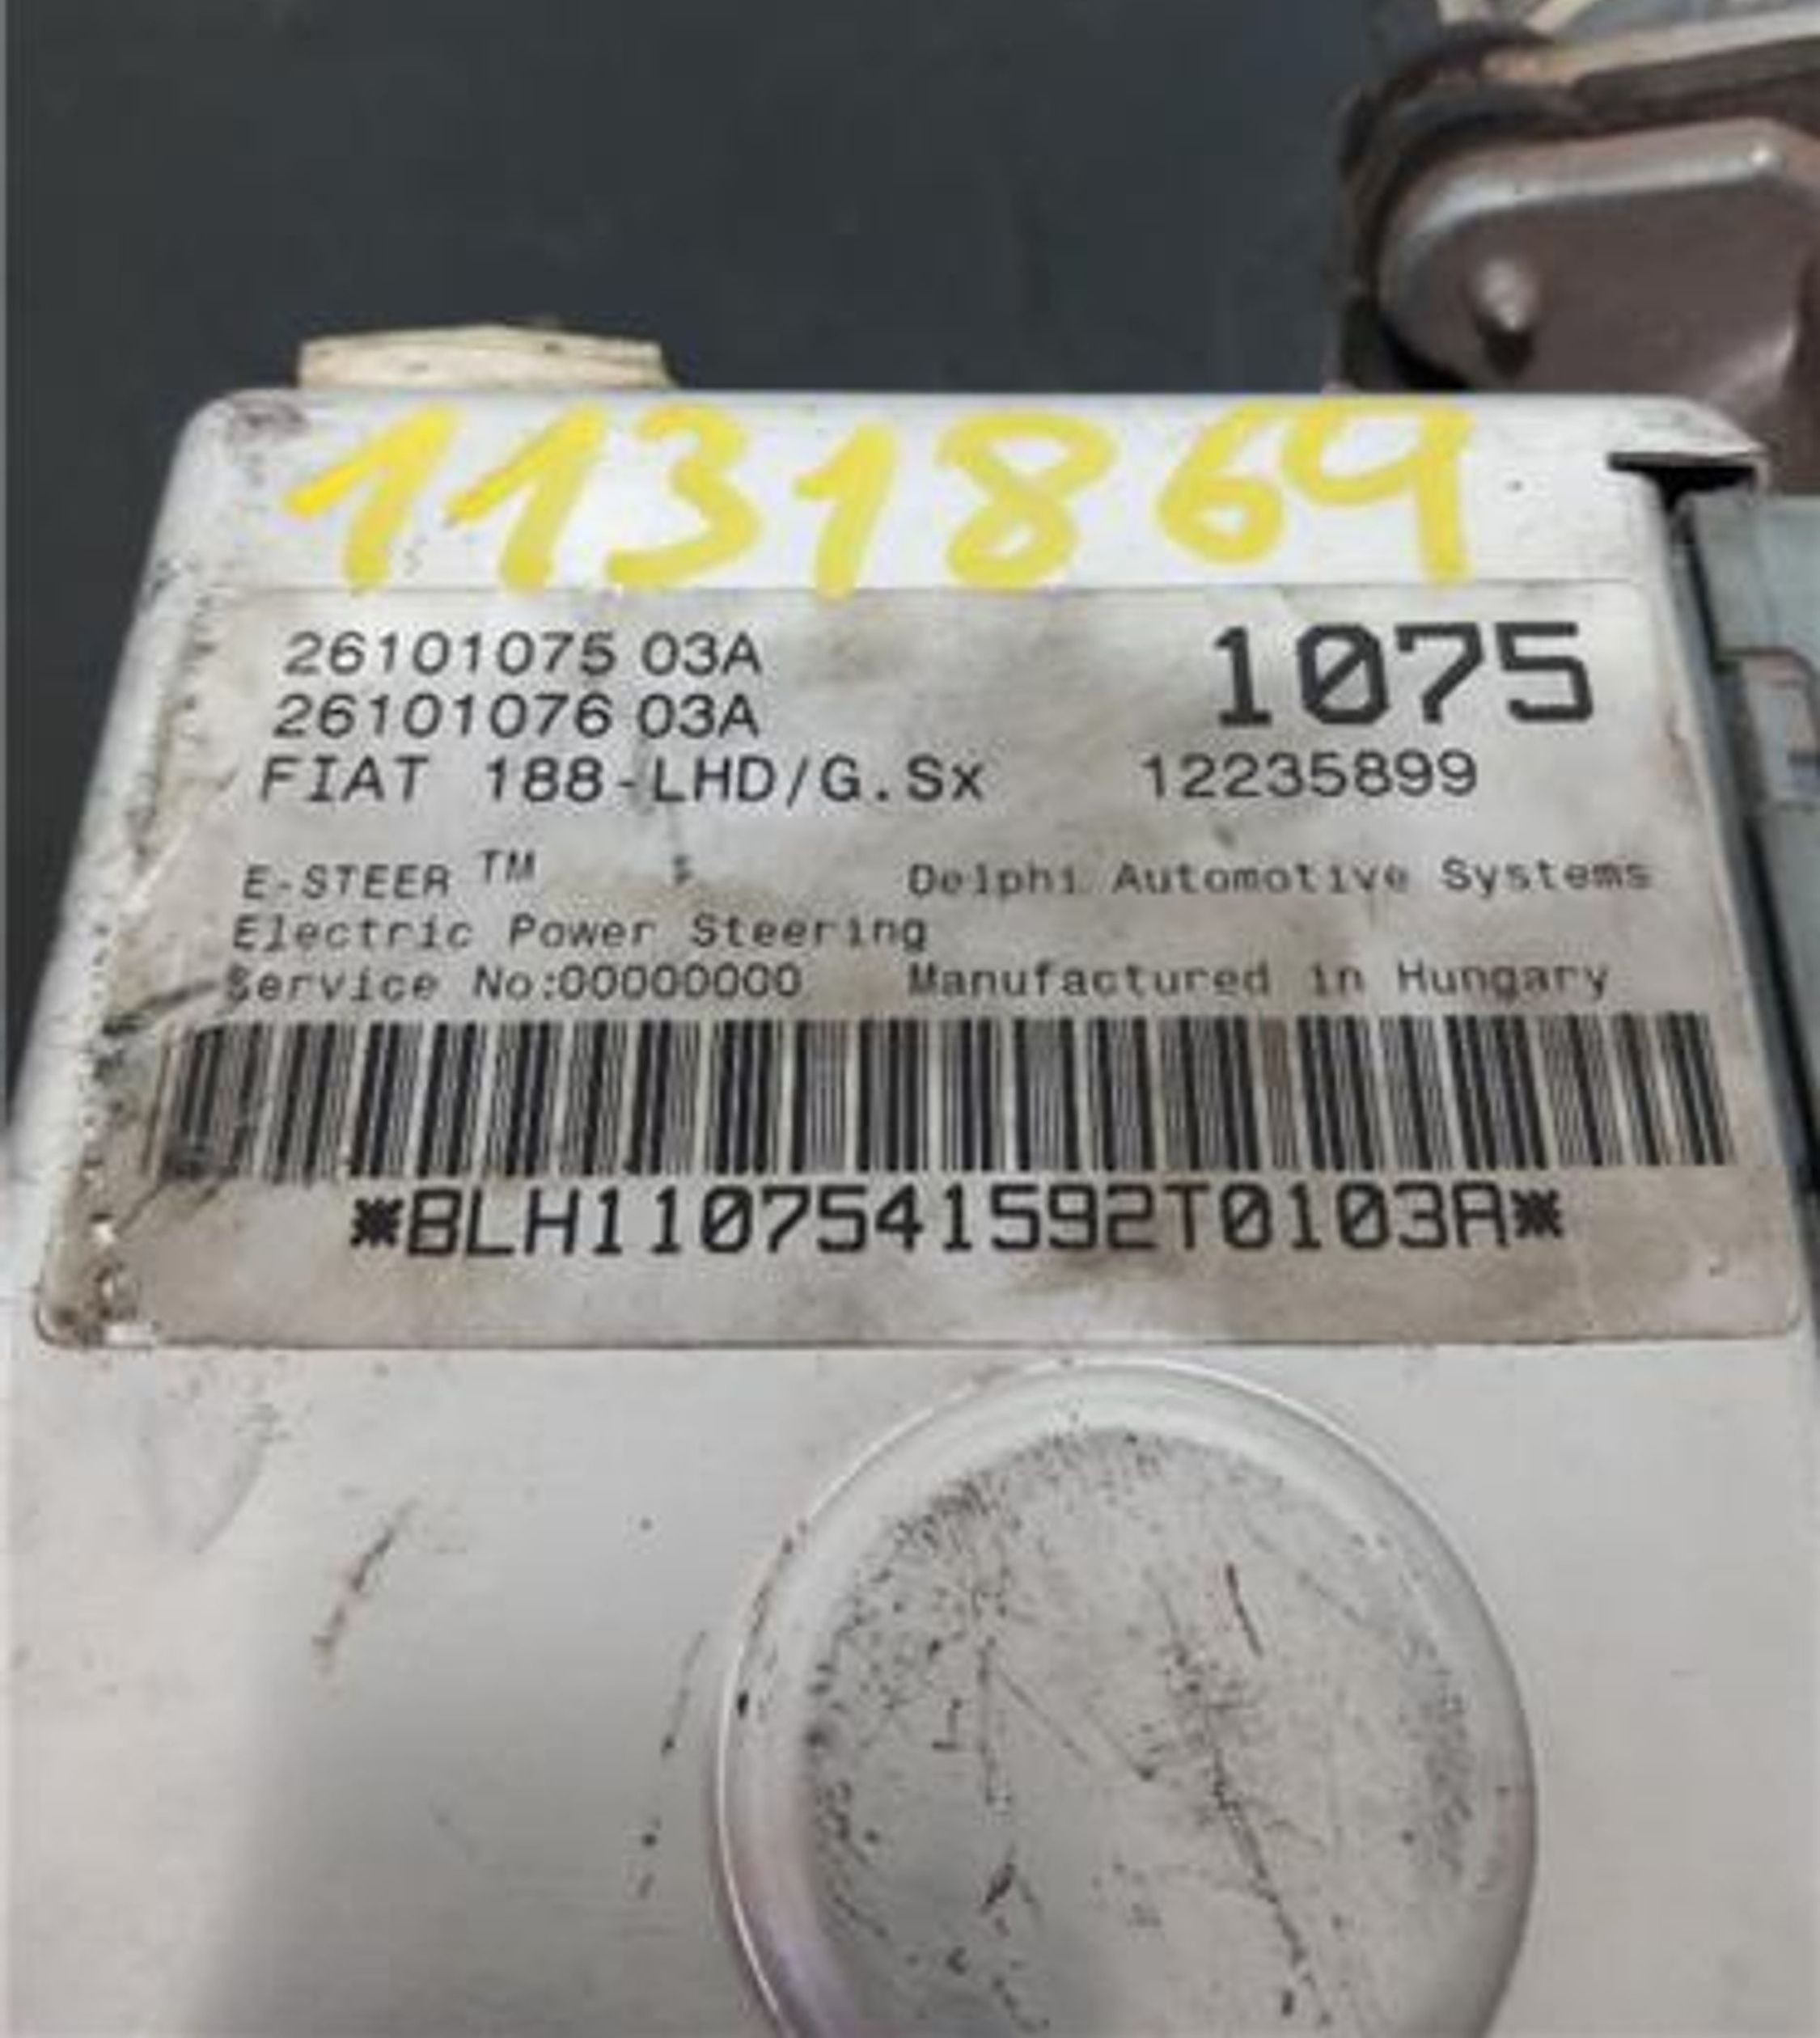 1131869
26101075 03A 1075
26101076 03A
FIAT 188-LHD/G.Sx 12235899
E-STEER TM Delphi Automotive Systems
Electric Power Steering
Service No:00000000 Manufactured in Hungary
*BLH1107541592T0103A*